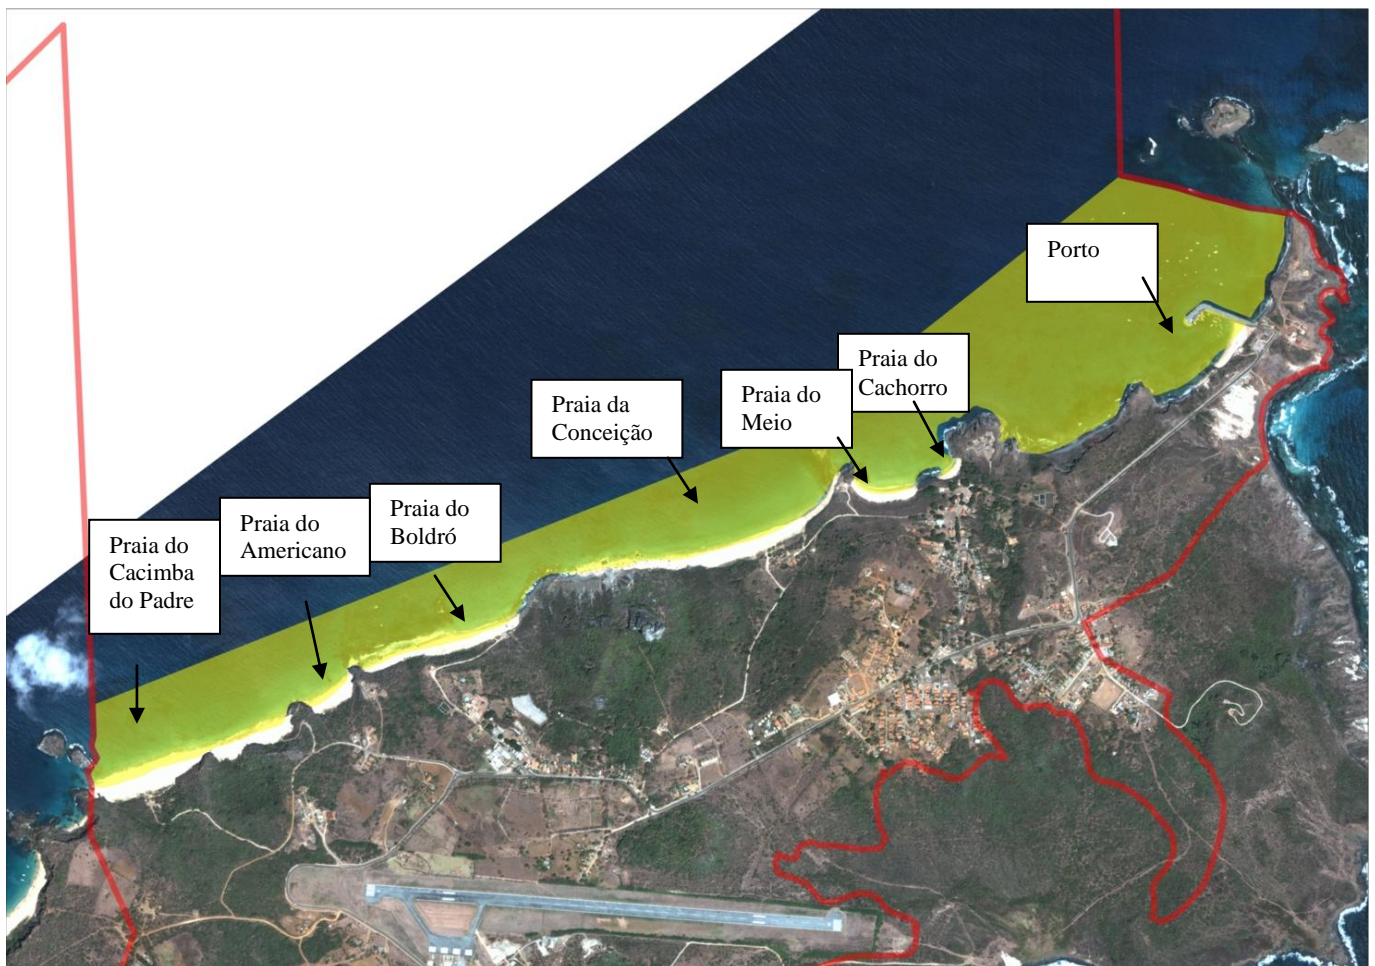 Porto
Praia do
Cachorro
Praia do
Meio
Praia da
Conceição
Praia do
Boldró
Praia do
Americano
Praia do
Cacimba
do Padre